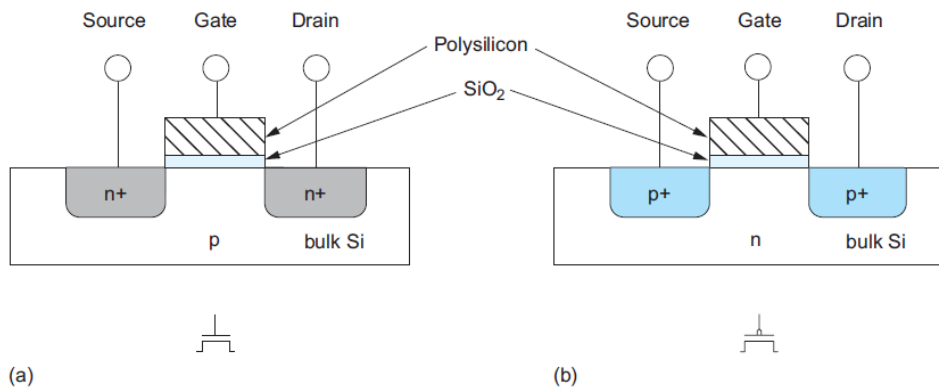 Source Gate Drain
Source Gate Drain
Polysilicon
SiO₂
n+ n+
p bulk Si
p+ p+
n bulk Si
(a)
(b)